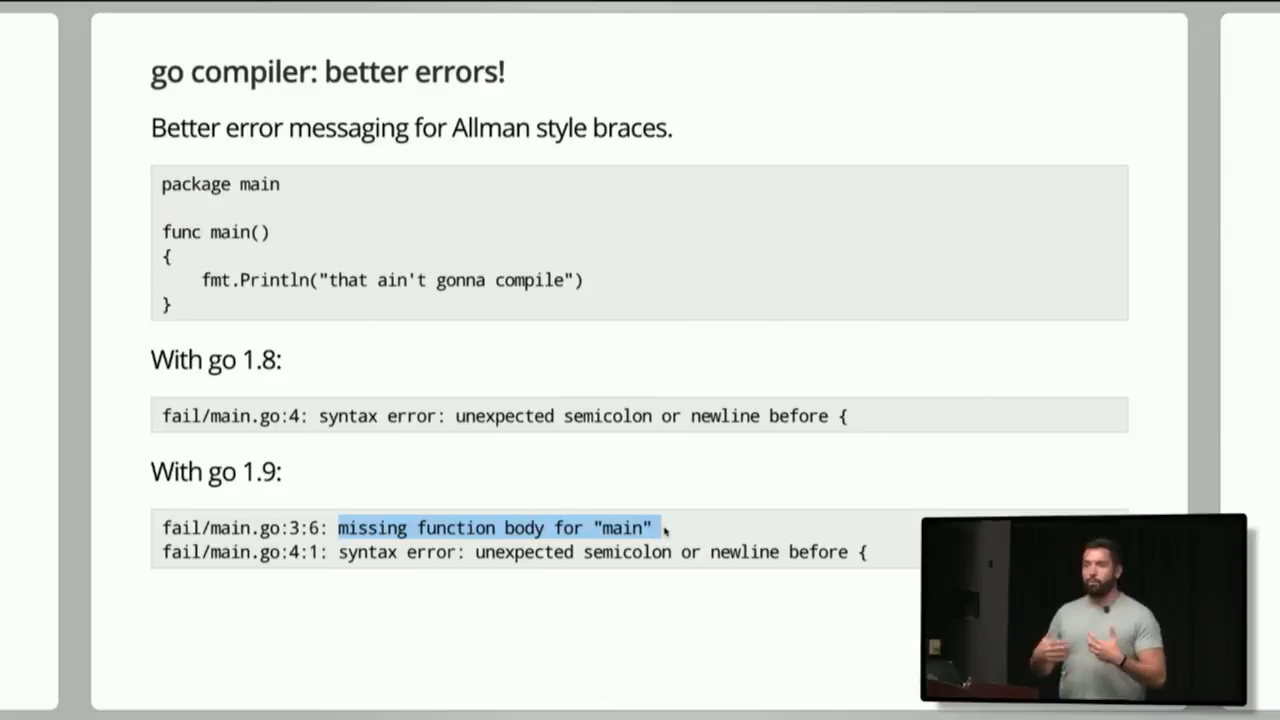 go compiler: better errors!
Better error messaging for Allman style braces.
package main
func main()
{
    fmt.Println("that ain't gonna compile")
}
With go 1.8:
fail/main.go:4: syntax error: unexpected semicolon or newline before {
With go 1.9:
fail/main.go:3:6: missing function body for "main"
fail/main.go:4:1: syntax error: unexpected semicolon or newline before {